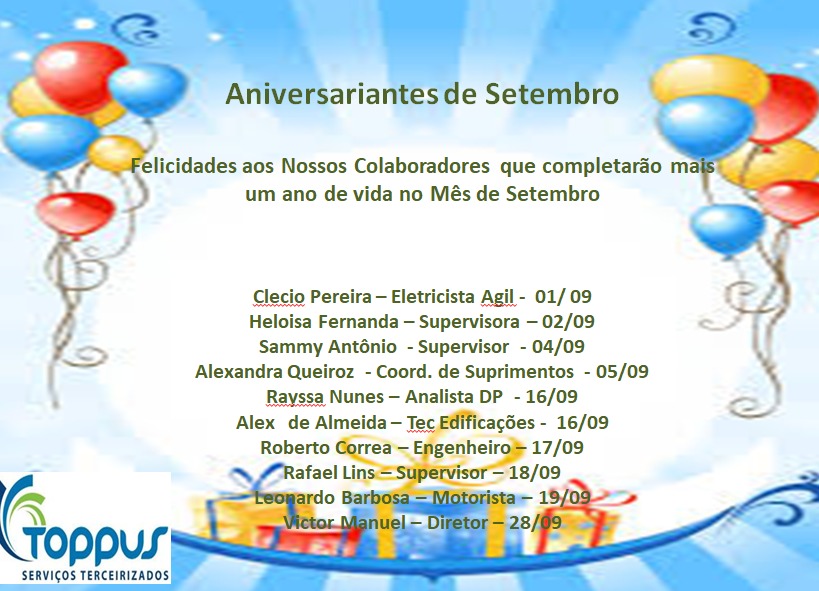 Aniversariantes de Setembro
Felicidades aos Nossos Colaboradores que completarão mais
um ano de vida no Mês de Setembro
Clecio Pereira – Eletricista Agil - 01/ 09
Heloisa Fernanda – Supervisora – 02/09
Sammy Antônio - Supervisor - 04/09
Alexandra Queiroz - Coord. de Suprimentos - 05/09
Rayssa Nunes – Analista DP - 16/09
Alex de Almeida – Tec Edificações - 16/09
Roberto Correa – Engenheiro – 17/09
Rafael Lins – Supervisor – 18/09
Leonardo Barbosa – Motorista – 19/09
Victor Manuel – Diretor – 28/09
Toppus
SERVIÇOS TERCEIRIZADOS